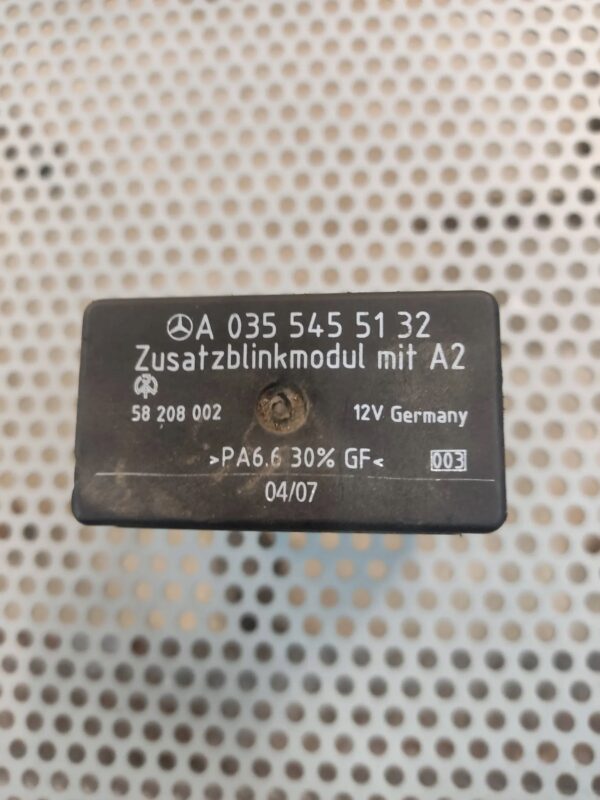 A 035 545 51 32
Zusatzblinkmodul mit A2
58 208 002 12V Germany
>PA6.6 30% GF< 003
04/07